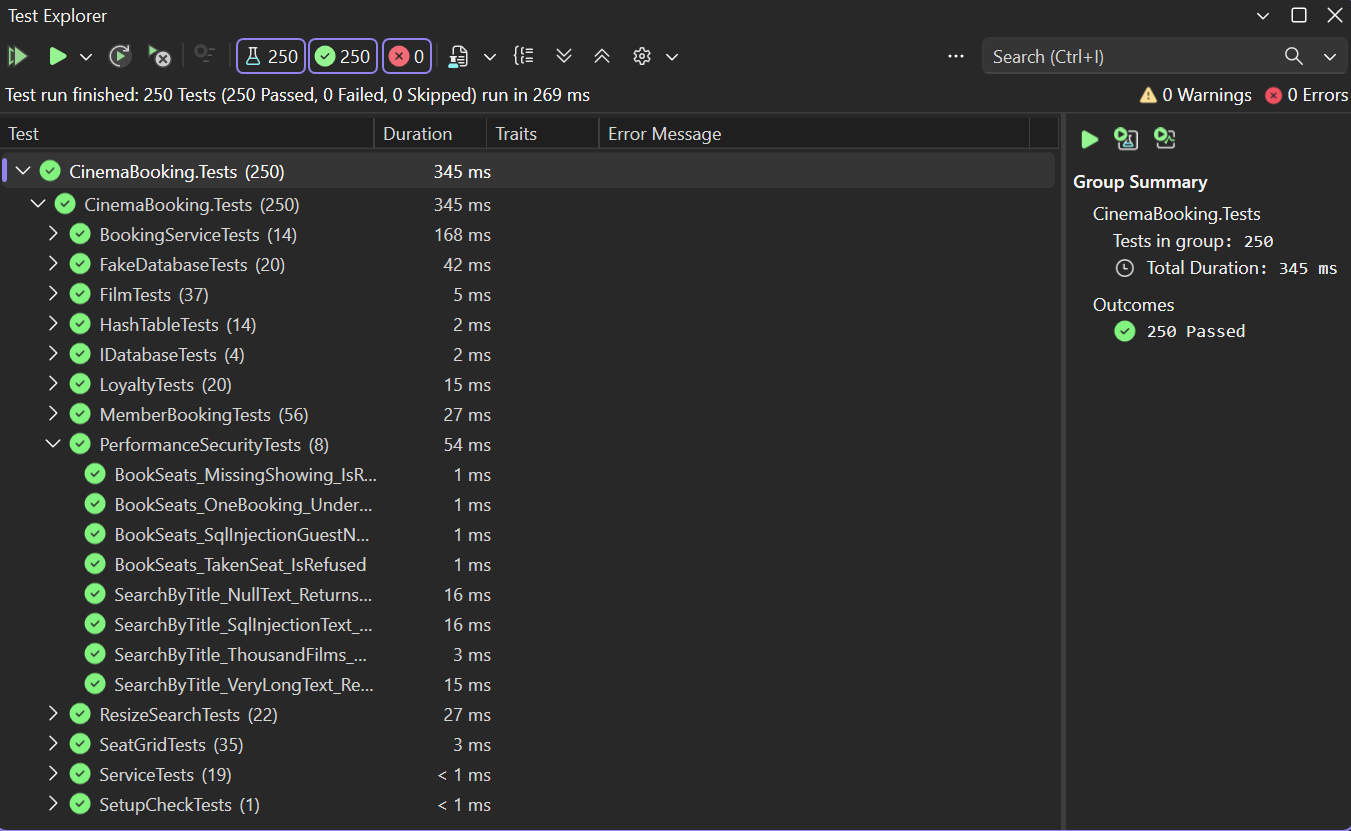 Test Explorer
250 250 0 Search (Ctrl+I)
Test run finished: 250 Tests (250 Passed, 0 Failed, 0 Skipped) run in 269 ms 0 Warnings 0 Errors
Test Duration Traits Error Message
CinemaBooking.Tests (250) 345 ms
CinemaBooking.Tests (250) 345 ms
BookingServiceTests (14) 168 ms
FakeDatabaseTests (20) 42 ms
FilmTests (37) 5 ms
HashTableTests (14) 2 ms
IDatabaseTests (4) 2 ms
LoyaltyTests (20) 15 ms
MemberBookingTests (56) 27 ms
PerformanceSecurityTests (8) 54 ms
BookSeats_MissingShowing_IsR... 1 ms
BookSeats_OneBooking_Under... 1 ms
BookSeats_SqlInjectionGuestN... 1 ms
BookSeats_TakenSeat_IsRefused 1 ms
SearchByTitle_NullText_Returns... 16 ms
SearchByTitle_SqlInjectionText_... 16 ms
SearchByTitle_ThousandFilms_... 3 ms
SearchByTitle_VeryLongText_Re... 15 ms
ResizeSearchTests (22) 27 ms
SeatGridTests (35) 3 ms
ServiceTests (19) < 1 ms
SetupCheckTests (1) < 1 ms
Group Summary
CinemaBooking.Tests
Tests in group: 250
Total Duration: 345 ms
Outcomes
250 Passed